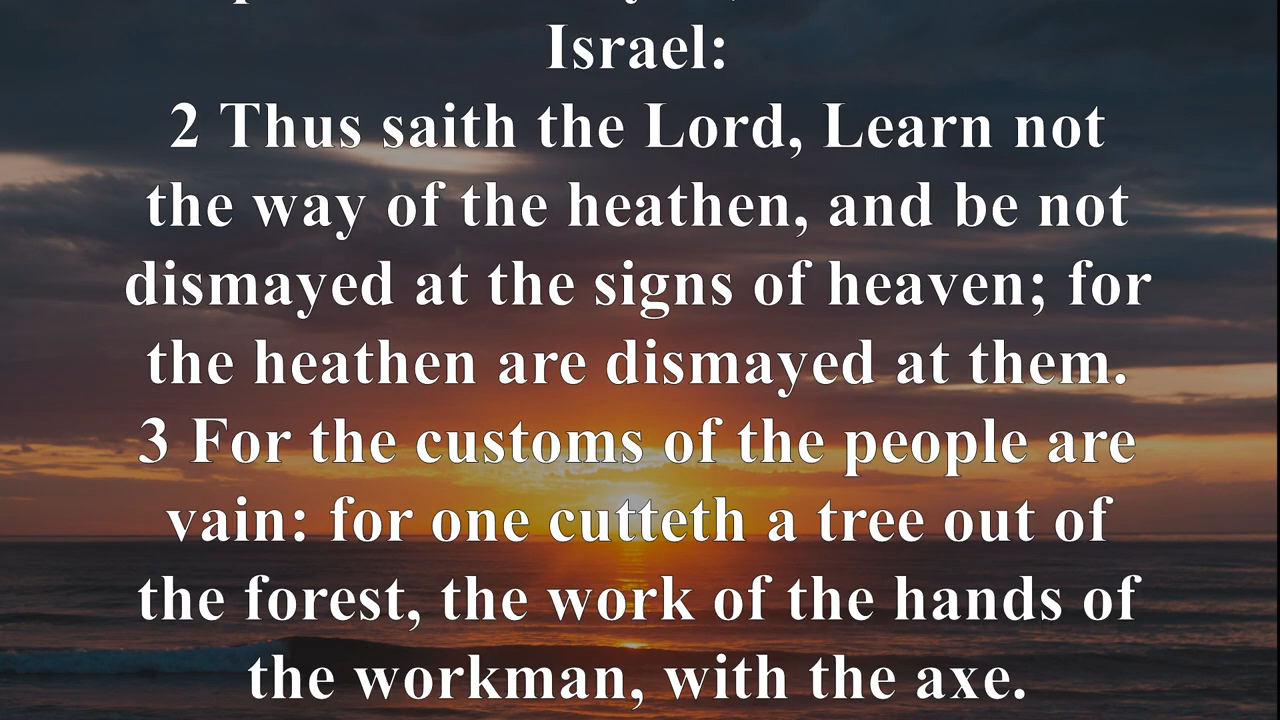 Israel:
2 Thus saith the Lord, Learn not
the way of the heathen, and be not
dismayed at the signs of heaven; for
the heathen are dismayed at them.
3 For the customs of the people are
vain: for one cutteth a tree out of
the forest, the work of the hands of
the workman, with the axe.